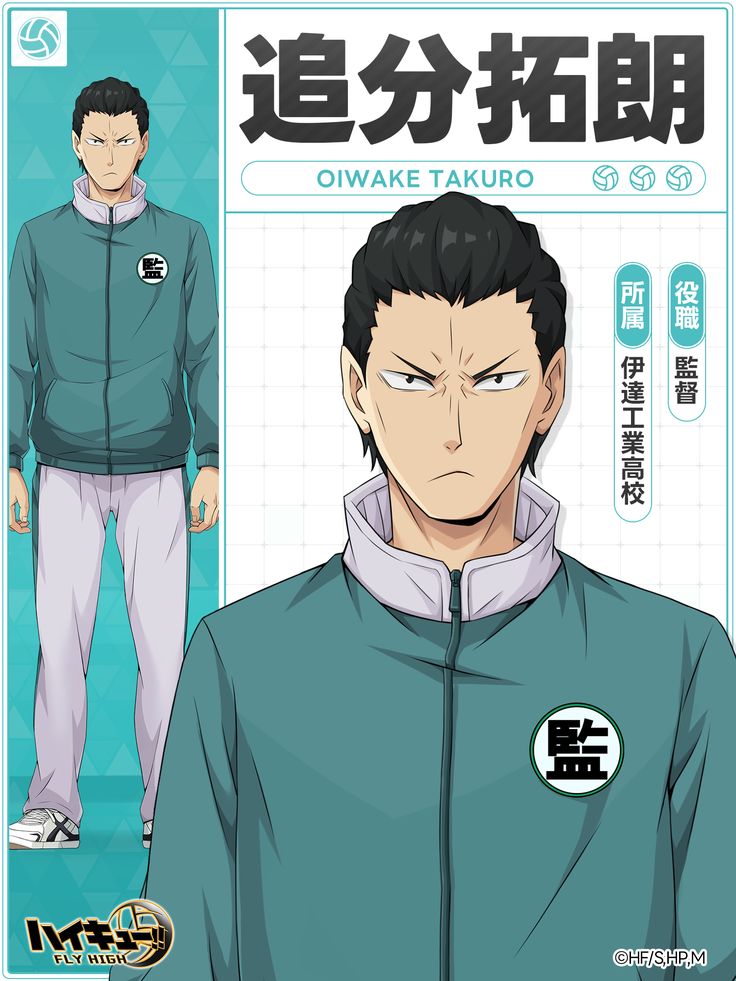 追分拓朗
OIWAKE TAKURO
役職 監督
所属 伊達工業高校
監
監
ハイキュー!!
FLY HIGH
©HF/S,HP,M